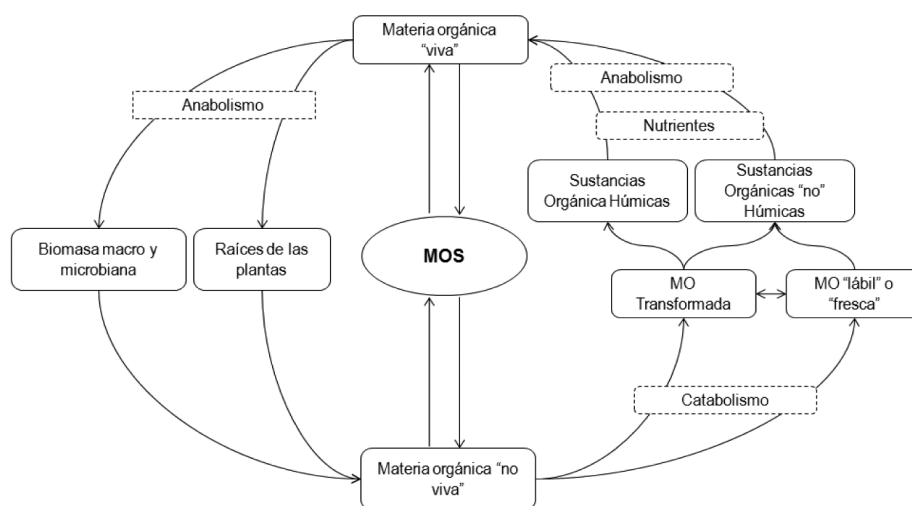 Materia orgánica
“viva”
Anabolismo
Anabolismo
Nutrientes
Sustancias
Orgánica Húmicas
Sustancias
Orgánicas “no”
Húmicas
Biomasa macro y
microbiana
Raíces de las
plantas
MOS
MO
Transformada
MO “lábil” o
“fresca”
Catabolismo
Materia orgánica “no
viva”